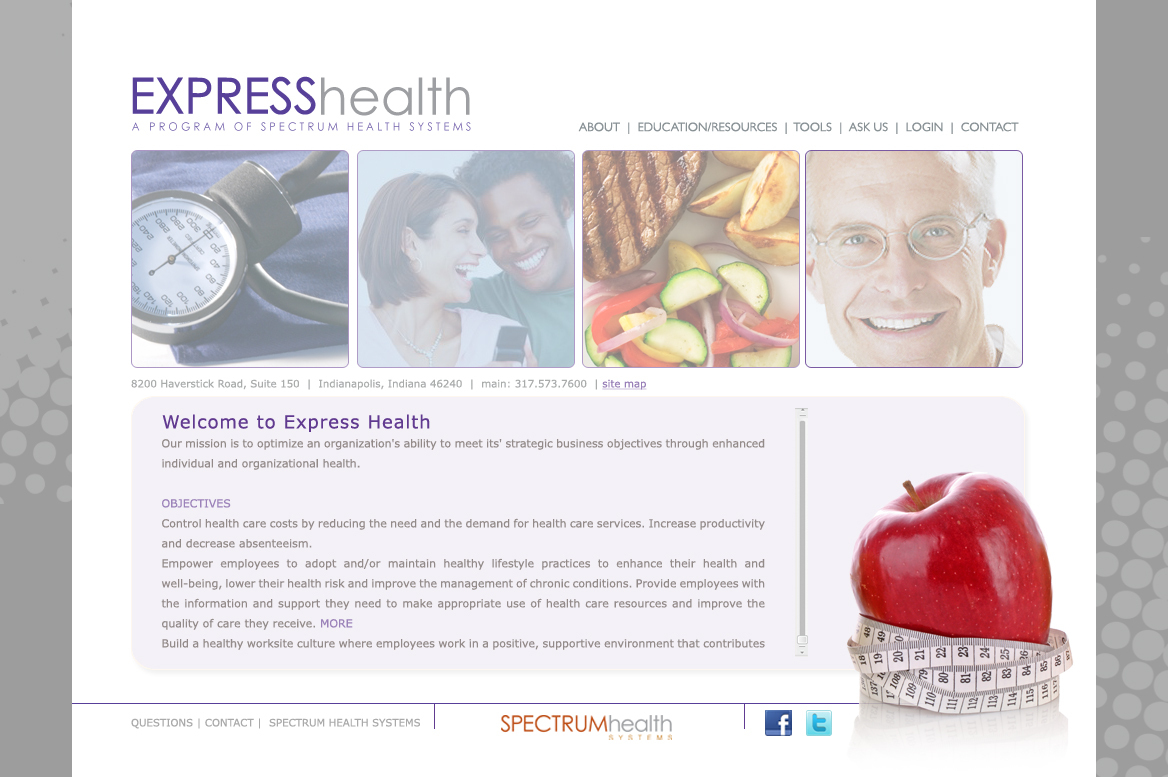 EXPRESShealth
A PROGRAM OF SPECTRUM HEALTH SYSTEMS
ABOUT | EDUCATION/RESOURCES | TOOLS | ASK US | LOGIN | CONTACT
8200 Haverstick Road, Suite 150 | Indianapolis, Indiana 46240 | main: 317.573.7600 | site map
Welcome to Express Health
Our mission is to optimize an organization's ability to meet its' strategic business objectives through enhanced
individual and organizational health.
OBJECTIVES
Control health care costs by reducing the need and the demand for health care services. Increase productivity
and decrease absenteeism.
Empower employees to adopt and/or maintain healthy lifestyle practices to enhance their health and
well-being, lower their health risk and improve the management of chronic conditions. Provide employees with
the information and support they need to make appropriate use of health care resources and improve the
quality of care they receive. MORE
Build a healthy worksite culture where employees work in a positive, supportive environment that contributes
QUESTIONS | CONTACT | SPECTRUM HEALTH SYSTEMS
SPECTRUMhealth
SYSTEMS